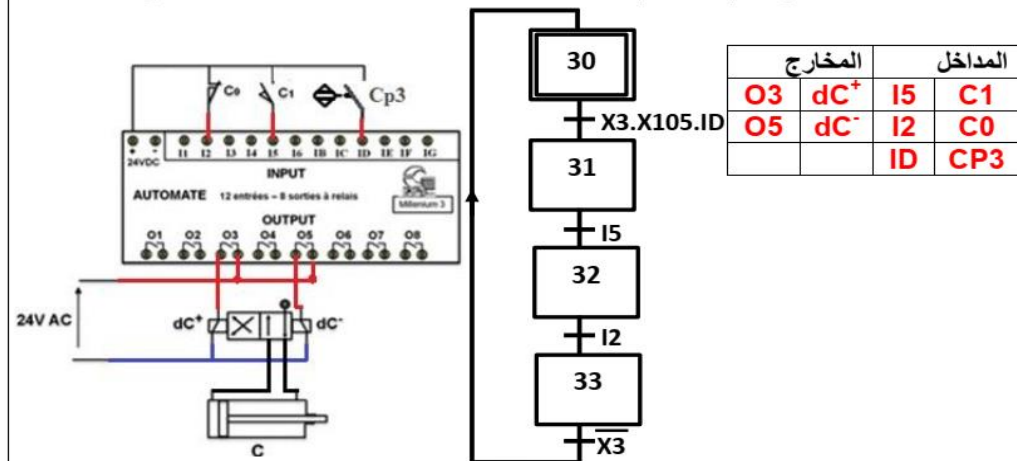 C0
C1
Cp3
+ - I1 I2 I3 I4 I5 I6 IB IC ID IE IF IG
24VDC
INPUT
AUTOMATE 12 entrées – 8 sorties à relais
Millenium 3
OUTPUT
O1 O2 O3 O4 O5 O6 O7 O8
24V AC
dC+
dC-
C
30
X3.X105.ID
31
I5
32
I2
33
X̅3̅
المداخل المخارج
O3 dC+ I5 C1
O5 dC- I2 C0
ID CP3